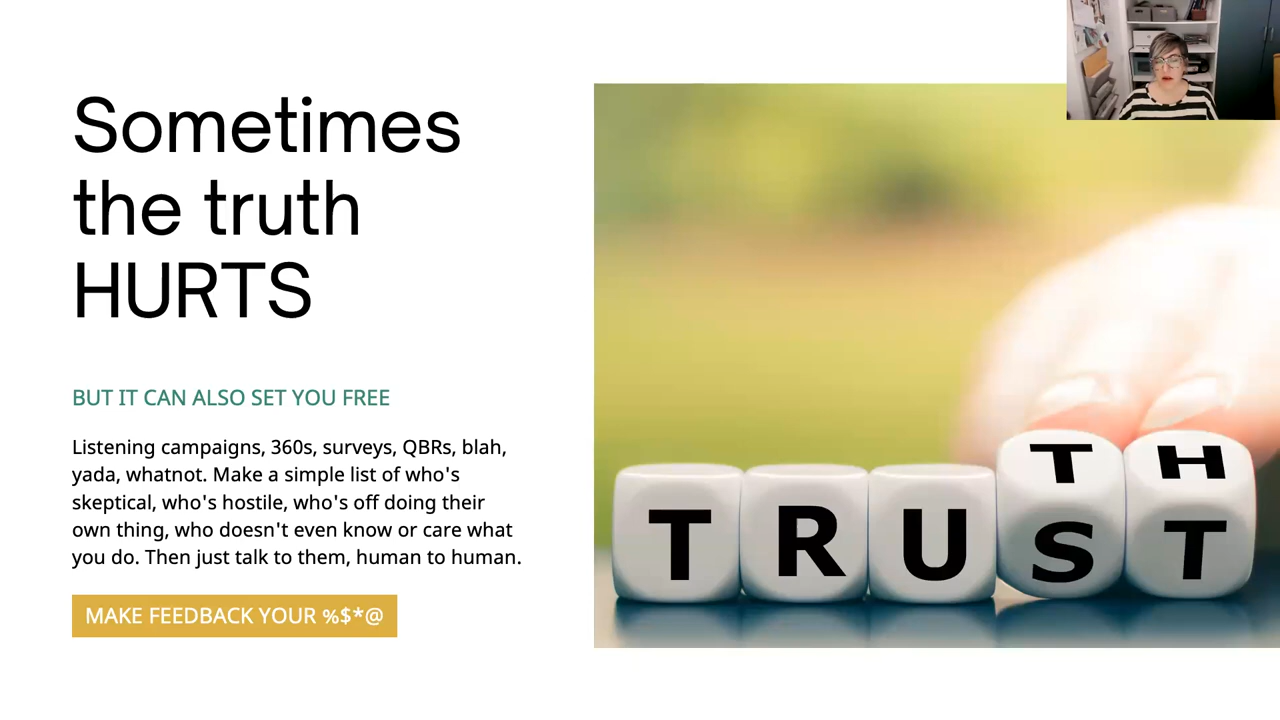 Sometimes
the truth
HURTS
BUT IT CAN ALSO SET YOU FREE
Listening campaigns, 360s, surveys, QBRs, blah,
yada, whatnot. Make a simple list of who's
skeptical, who's hostile, who's off doing their
own thing, who doesn't even know or care what
you do. Then just talk to them, human to human.
MAKE FEEDBACK YOUR %$*@
T H
T R U S T